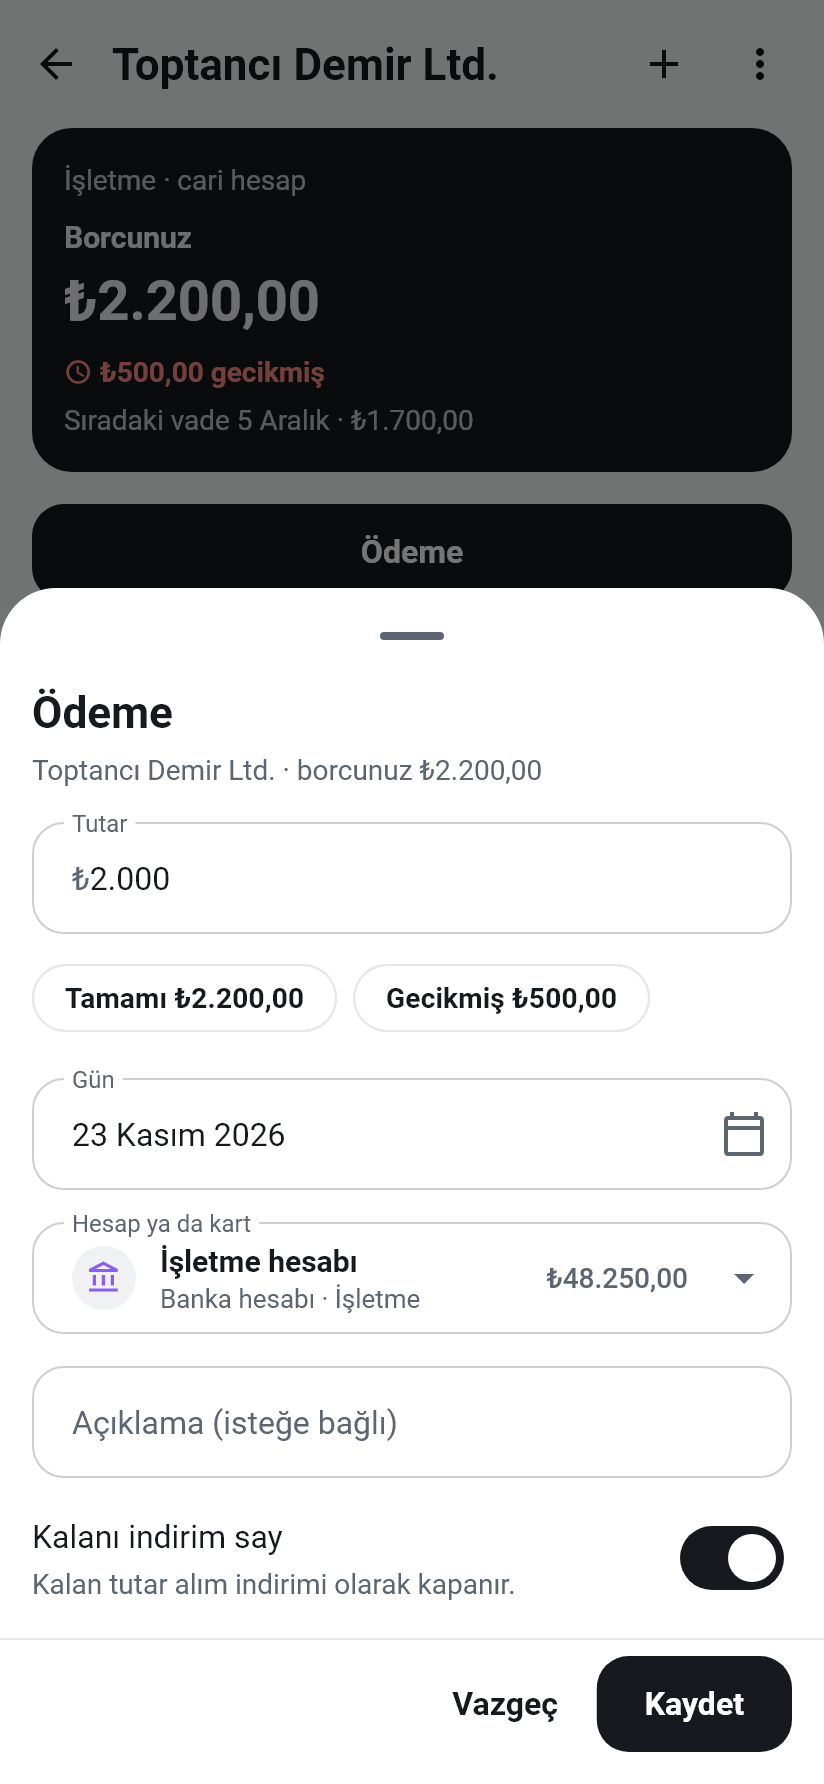 Toptancı Demir Ltd.
İşletme · cari hesap
Borcunuz
₺2.200,00
₺500,00 gecikmiş
Sıradaki vade 5 Aralık · ₺1.700,00
Ödeme
Ödeme
Toptancı Demir Ltd. · borcunuz ₺2.200,00
Tutar
₺2.000
Tamamı ₺2.200,00
Gecikmiş ₺500,00
Gün
23 Kasım 2026
Hesap ya da kart
İşletme hesabı
Banka hesabı · İşletme
₺48.250,00
Açıklama (isteğe bağlı)
Kalanı indirim say
Kalan tutar alım indirimi olarak kapanır.
Vazgeç
Kaydet